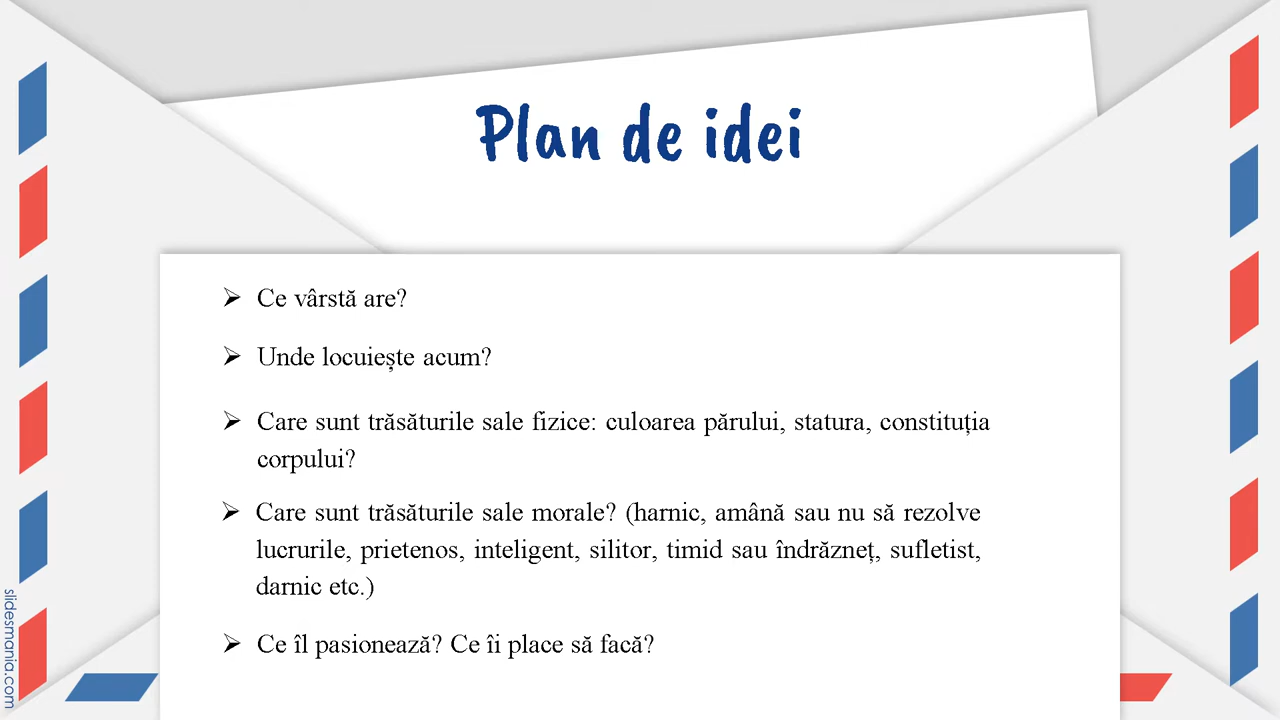 Plan de idei
➢ Ce vârstă are?
➢ Unde locuiește acum?
➢ Care sunt trăsăturile sale fizice: culoarea părului, statura, constituția
corpului?
➢ Care sunt trăsăturile sale morale? (harnic, amână sau nu să rezolve
lucrurile, prietenos, inteligent, silitor, timid sau îndrăzneț, sufletist,
darnic etc.)
➢ Ce îl pasionează? Ce îi place să facă?
slidesmania.com